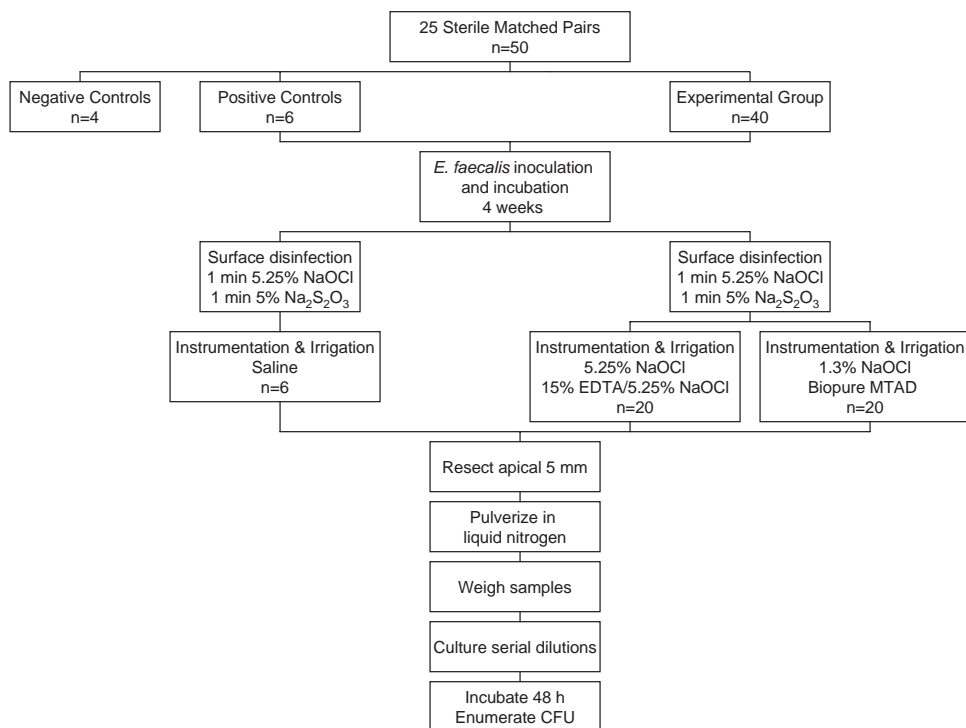 25 Sterile Matched Pairs
n=50
Negative Controls
n=4
Positive Controls
n=6
Experimental Group
n=40
E. faecalis inoculation
and incubation
4 weeks
Surface disinfection
1 min 5.25% NaOCl
1 min 5% Na₂S₂O₃
Surface disinfection
1 min 5.25% NaOCl
1 min 5% Na₂S₂O₃
Instrumentation & Irrigation
Saline
n=6
Instrumentation & Irrigation
5.25% NaOCl
15% EDTA/5.25% NaOCl
n=20
Instrumentation & Irrigation
1.3% NaOCl
Biopure MTAD
n=20
Resect apical 5 mm
Pulverize in
liquid nitrogen
Weigh samples
Culture serial dilutions
Incubate 48 h
Enumerate CFU